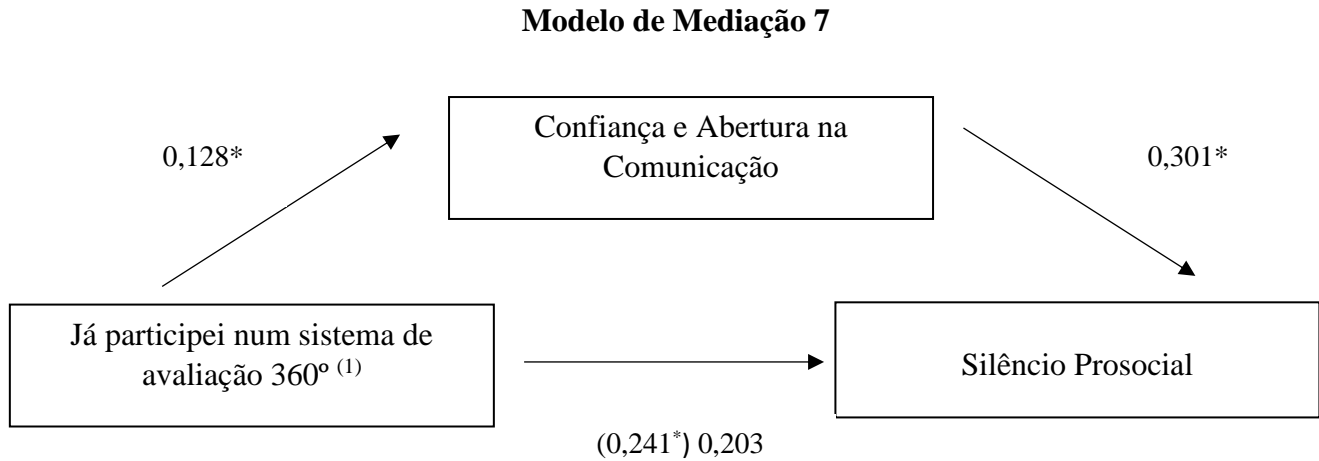 Modelo de Mediação 7
Confiança e Abertura na
Comunicação
0,128*
0,301*
Já participei num sistema de
avaliação 360º (1)
Silêncio Prosocial
(0,241*) 0,203